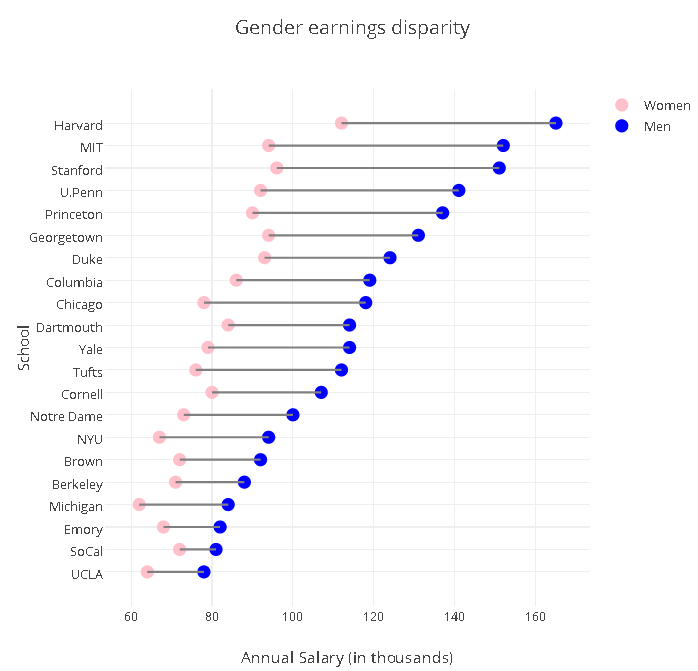 Gender earnings disparity
Women
Men
Harvard
MIT
Stanford
U.Penn
Princeton
Georgetown
Duke
Columbia
Chicago
Dartmouth
Yale
Tufts
Cornell
Notre Dame
NYU
Brown
Berkeley
Michigan
Emory
SoCal
UCLA
School
60 80 100 120 140 160
Annual Salary (in thousands)